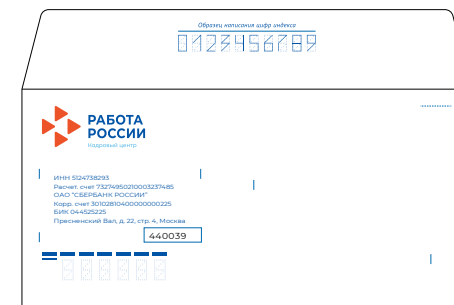 Образец написания цифр индекса
0123456789
РАБОТА
РОССИИ
Кадровый центр
ИНН 5124738293
Расчет. счет 73274950210003237485
ОАО "СБЕРБАНК РОССИИ"
Корр. счет 30102810400000000225
БИК 044525225
Пресненский Вал, д. 22, стр. 4, Москва
440039